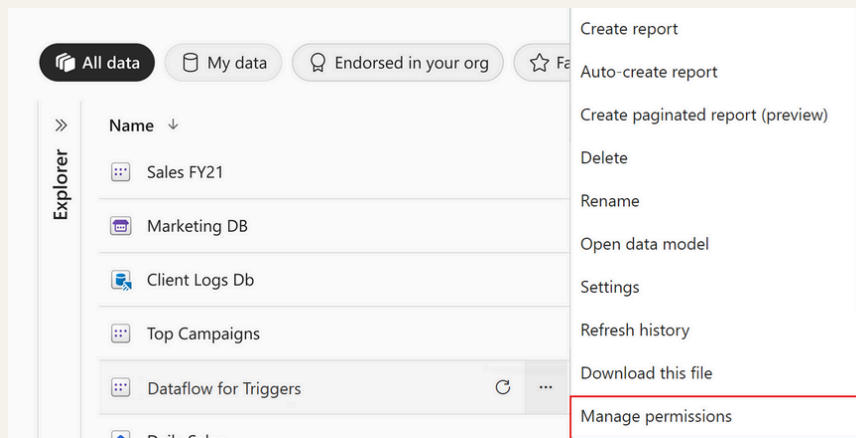 All data
My data
Endorsed in your org
Name
Explorer
Sales FY21
Marketing DB
Client Logs Db
Top Campaigns
Dataflow for Triggers
Create report
Auto-create report
Create paginated report (preview)
Delete
Rename
Open data model
Settings
Refresh history
Download this file
Manage permissions